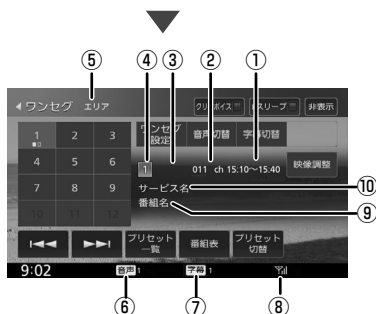 ⑤ ④ ③ ② ①
ワンセグ エリア
クリアボイス スリープ 非表示
1 2 3 ワンセグ設定 音声切替 字幕切替
4 5 6 1 011 ch 15:10～15:40 映像調整
7 8 9 サービス名 ⑩
10 11 12 番組名 ⑨
プリセット一覧 番組表 プリセット切替
9:02 音声 1 字幕 1
⑥ ⑦ ⑧